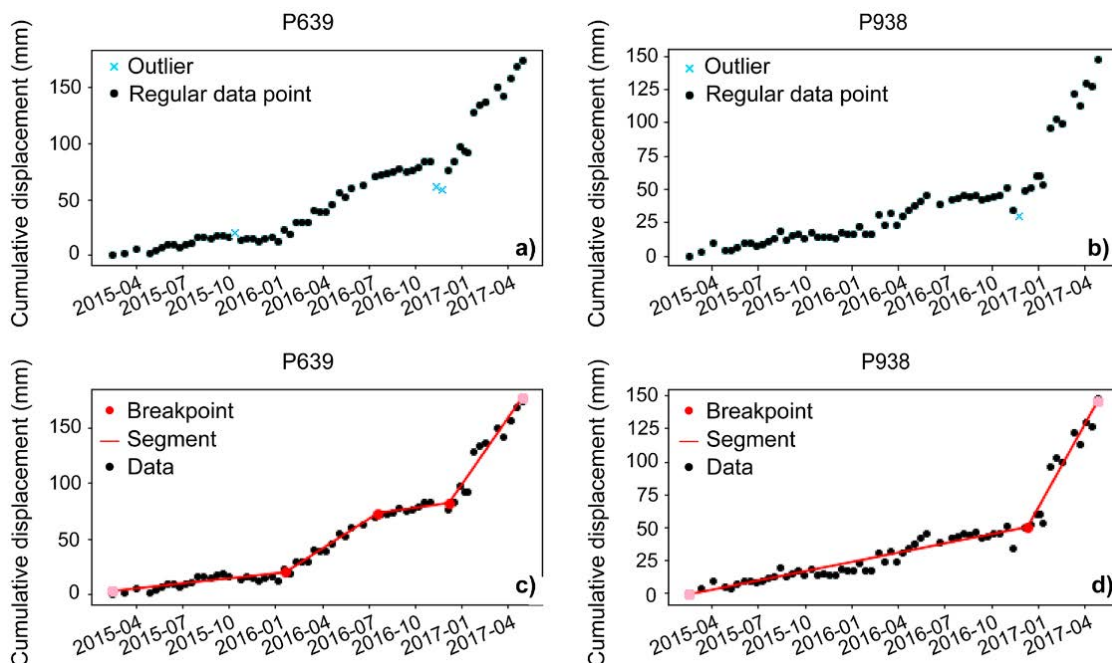 P639
Cumulative displacement (mm)
150
100
50
0
× Outlier
• Regular data point
a)
2015-04 2015-07 2015-10 2016-01 2016-04 2016-07 2016-10 2017-01 2017-04
P938
Cumulative displacement (mm)
150
125
100
75
50
25
0
× Outlier
• Regular data point
b)
2015-04 2015-07 2015-10 2016-01 2016-04 2016-07 2016-10 2017-01 2017-04
P639
Cumulative displacement (mm)
150
100
50
0
Breakpoint
Segment
Data
c)
2015-04 2015-07 2015-10 2016-01 2016-04 2016-07 2016-10 2017-01 2017-04
P938
Cumulative displacement (mm)
150
125
100
75
50
25
0
Breakpoint
Segment
Data
d)
2015-04 2015-07 2015-10 2016-01 2016-04 2016-07 2016-10 2017-01 2017-04